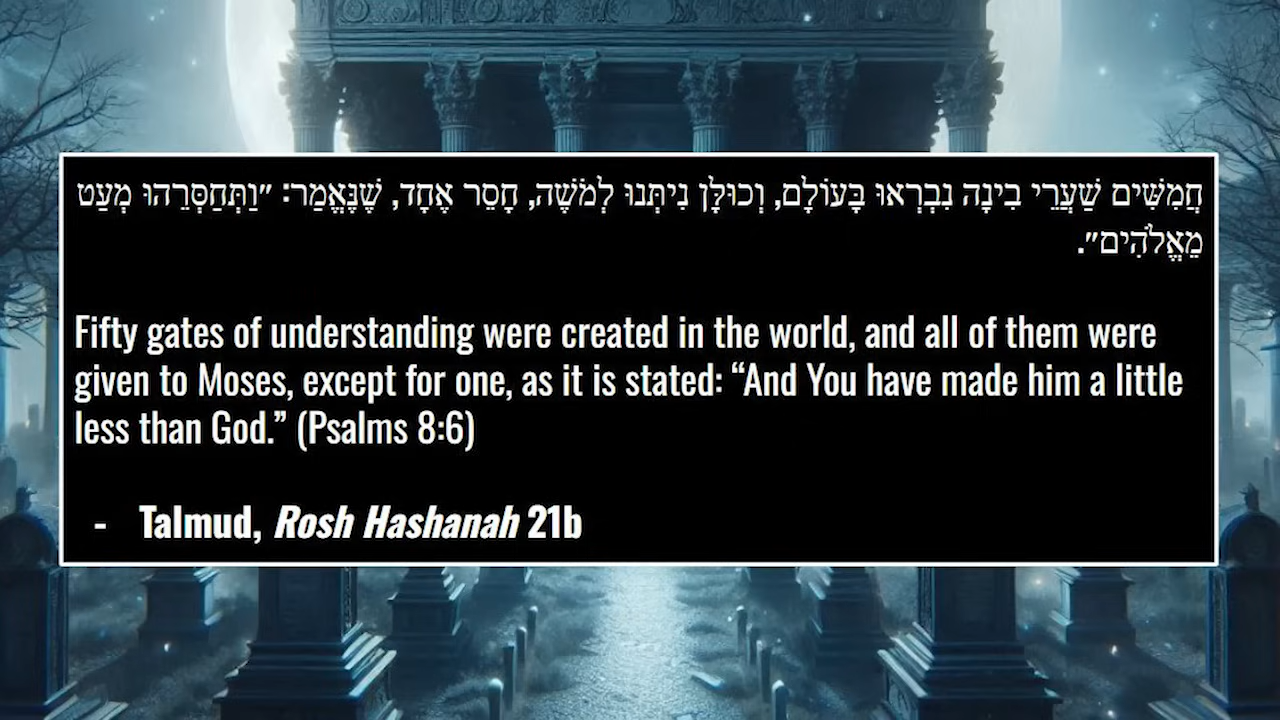 חֲמִשִּׁים שַׁעֲרֵי בִינָה נִבְרְאוּ בָּעוֹלָם, וְכוּלָּן נִיתְּנוּ לְמֹשֶׁה, חָסֵר אֶחָד, שֶׁנֶּאֱמַר: ״וַתְּחַסְּרֵהוּ מְעַט
מֵאֱלֹהִים״.
Fifty gates of understanding were created in the world, and all of them were
given to Moses, except for one, as it is stated: “And You have made him a little
less than God.” (Psalms 8:6)
- Talmud, Rosh Hashanah 21b